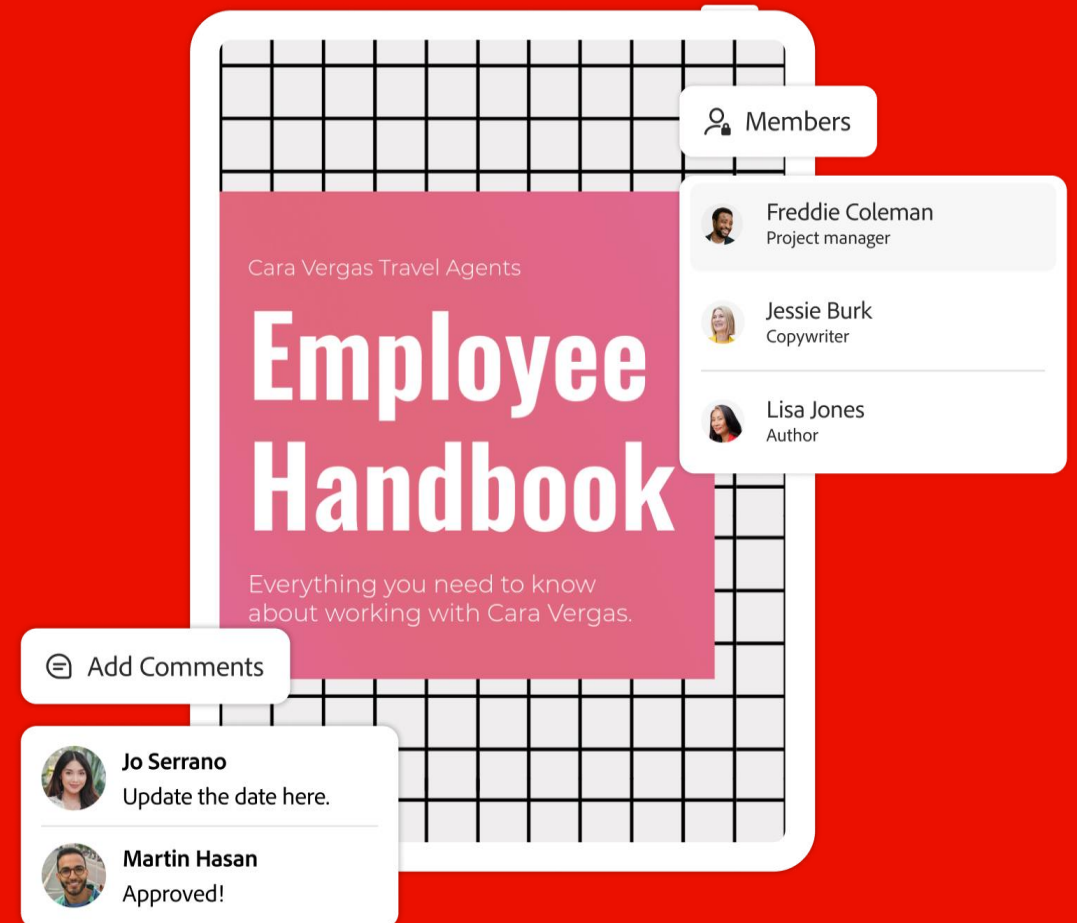 Members
Freddie Coleman
Project manager
Jessie Burk
Copywriter
Lisa Jones
Author
Cara Vergas Travel Agents
Employee
Handbook
Everything you need to know
about working with Cara Vergas.
Add Comments
Jo Serrano
Update the date here.
Martin Hasan
Approved!